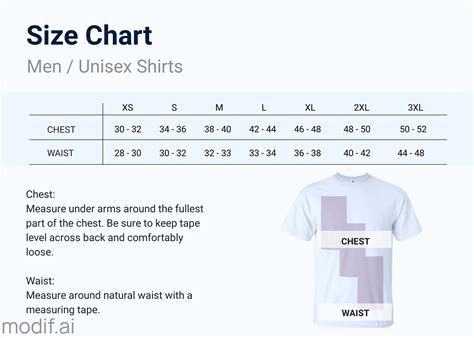 Size Chart
Men / Unisex Shirts
XS S M L XL 2XL 3XL
CHEST 30 - 32 34 - 36 38 - 40 42 - 44 46 - 48 48 - 50 50 - 52
WAIST 28 - 30 30 - 32 32 - 33 33 - 34 36 - 38 40 - 42 44 - 48
Chest:
Measure under arms around the fullest
part of the chest. Be sure to keep tape
level across back and comfortably
loose.
CHEST
Waist:
Measure around natural waist with a
measuring tape.
WAIST
modif.ai